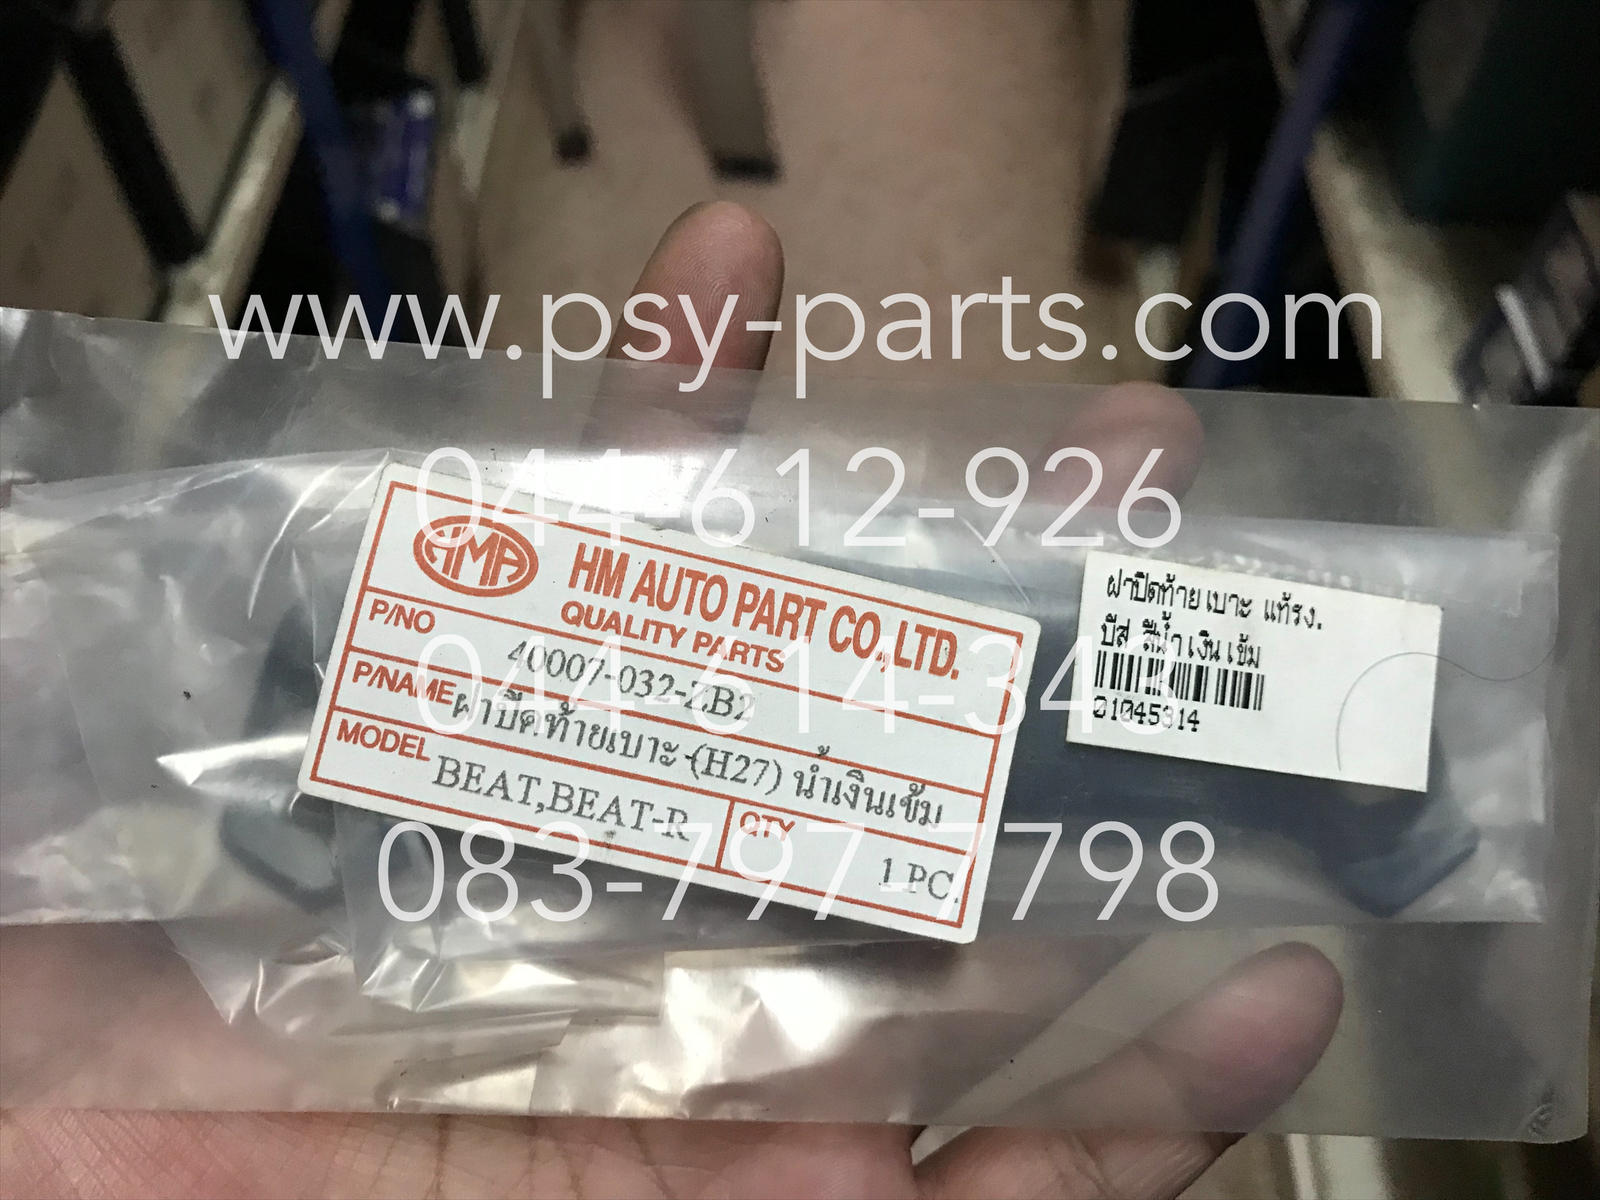 www.psy-parts.com
044-612-926
044-614-343
083-797-7798
HMA
HM AUTO PART CO.,LTD.
QUALITY PARTS
P/NO 40007-032-ZB2
P/NAME ฝาปิดท้ายเบาะ-(H27) น้ำเงินเข้ม
MODEL BEAT,BEAT-R
QTY 1 PC.
ฝาปิดท้ายเบาะ แท้รง.
บีส สีน้ำเงินเข้ม
01045314